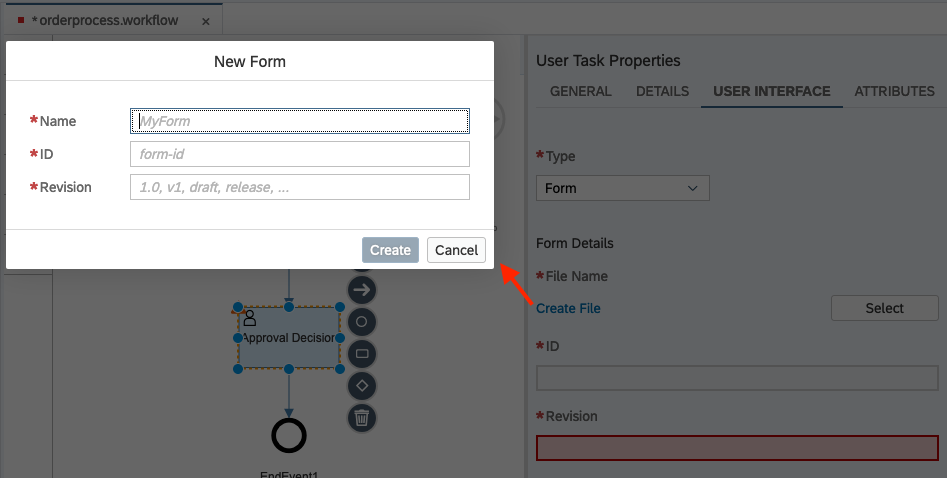 *orderprocess.workflow ×
New Form
*Name
MyForm
*ID
form-id
*Revision
1.0, v1, draft, release, ...
Create
Cancel
Approval Decision
EndEvent1
User Task Properties
GENERAL DETAILS USER INTERFACE ATTRIBUTES
*Type
Form
Form Details
*File Name
Create File
Select
*ID
*Revision